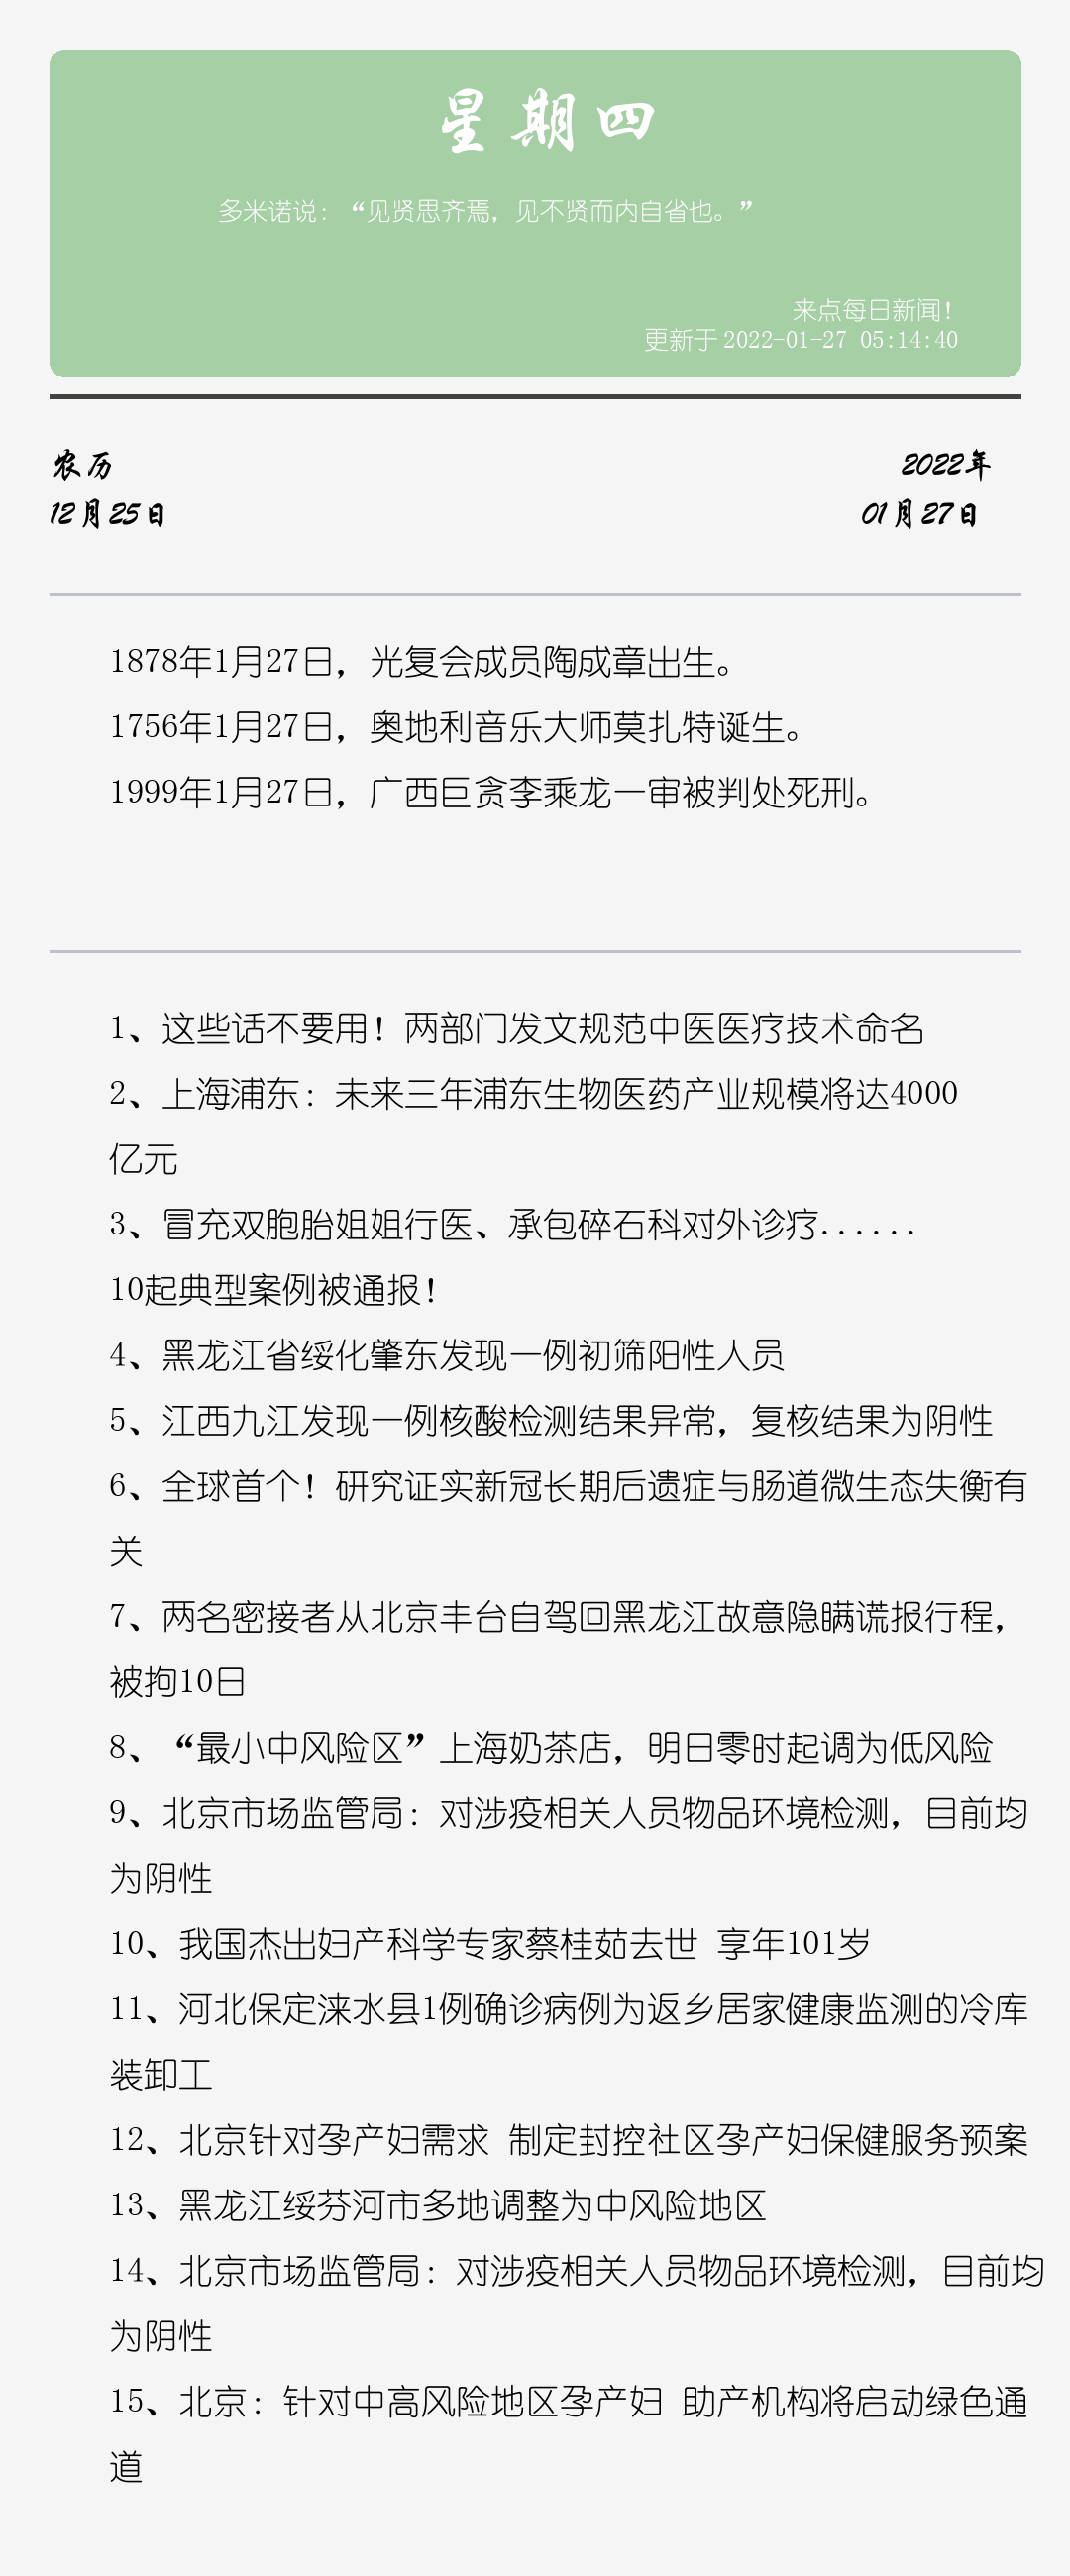 星期四
多米诺说：“见贤思齐焉，见不贤而内自省也。”
来点每日新闻！
更新于 2022-01-27 05:14:40
农历
2022年
12月25日
01月27日
1878年1月27日，光复会成员陶成章出生。
1756年1月27日，奥地利音乐大师莫扎特诞生。
1999年1月27日，广西巨贪李乘龙一审被判处死刑。
1、这些话不要用！两部门发文规范中医医疗技术命名
2、上海浦东：未来三年浦东生物医药产业规模将达4000
亿元
3、冒充双胞胎姐姐行医、承包碎石科对外诊疗......
10起典型案例被通报！
4、黑龙江省绥化肇东发现一例初筛阳性人员
5、江西九江发现一例核酸检测结果异常，复核结果为阴性
6、全球首个！研究证实新冠长期后遗症与肠道微生态失衡有
关
7、两名密接者从北京丰台自驾回黑龙江故意隐瞒谎报行程，
被拘10日
8、“最小中风险区”上海奶茶店，明日零时起调为低风险
9、北京市场监管局：对涉疫相关人员物品环境检测，目前均
为阴性
10、我国杰出妇产科学专家蔡桂茹去世 享年101岁
11、河北保定涞水县1例确诊病例为返乡居家健康监测的冷库
装卸工
12、北京针对孕产妇需求 制定封控社区孕产妇保健服务预案
13、黑龙江绥芬河市多地调整为中风险地区
14、北京市场监管局：对涉疫相关人员物品环境检测，目前均
为阴性
15、北京：针对中高风险地区孕产妇 助产机构将启动绿色通
道